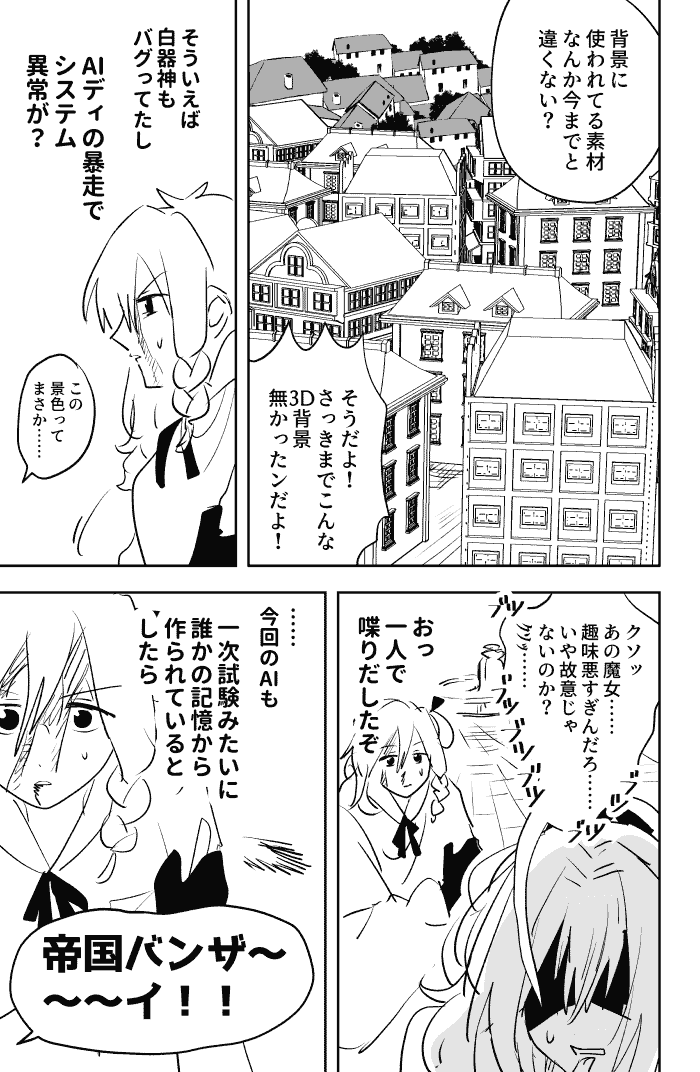 背景に
使われてる素材
なんか今までと
違くない？
そうだよ！
さっきまでこんな
3D背景
無かったンだよ！
そういえば
白器神も
バグってたし
AIディの暴走で
システム
異常が？
この
景色って
まさか……
クソッ
あの魔女……
趣味悪すぎんだろ……
いや故意じゃ
ないのか？
ブツ
ブツ
ブツ
ブツ
おっ
一人で
喋りだしたぞ
……
今回のAIも
一次試験みたいに
誰かの記憶から
作られていると
したら
帝国バンザ～
～～イ！！